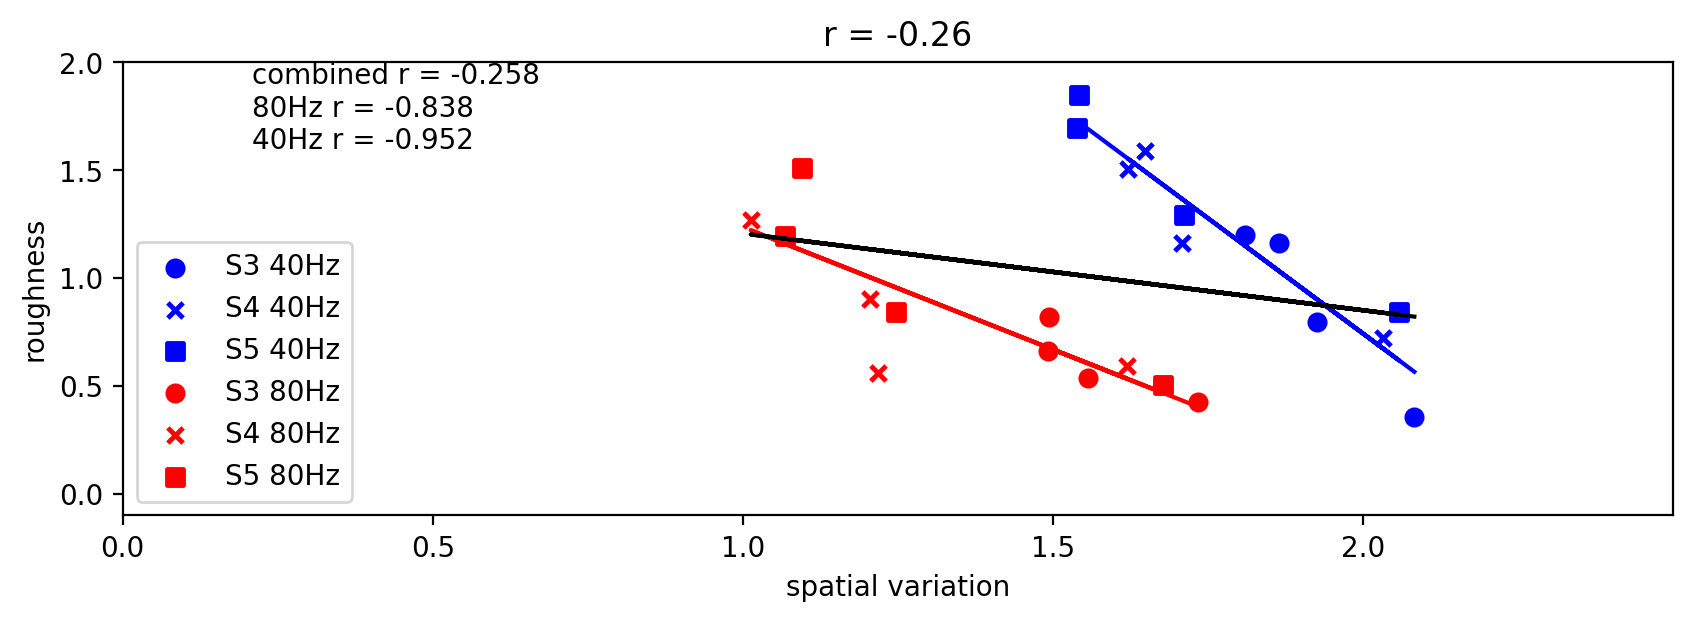 r = -0.26
combined r = -0.258
80Hz r = -0.838
40Hz r = -0.952
2.0
1.5
1.0
0.5
0.0
roughness
S3 40Hz
S4 40Hz
S5 40Hz
S3 80Hz
S4 80Hz
S5 80Hz
0.0 0.5 1.0 1.5 2.0
spatial variation